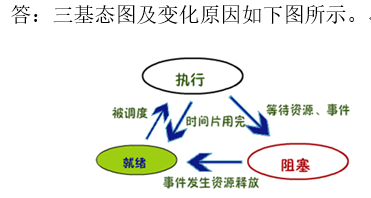 答：三基态图及变化原因如下图所示。
执行
被调度
时间片用完
等待资源、事件
就绪
阻塞
事件发生资源释放